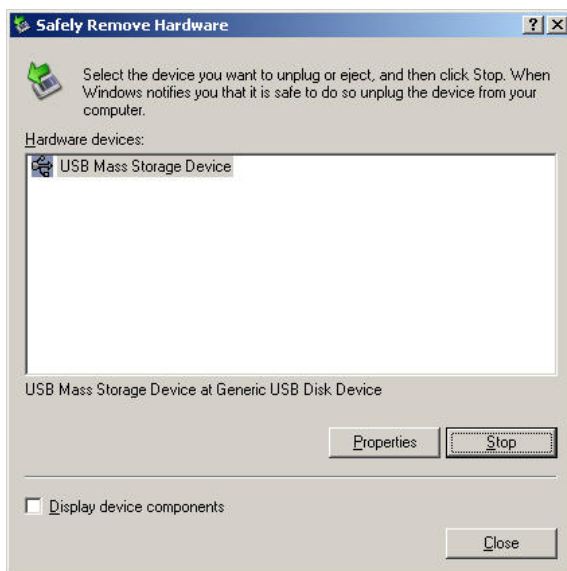 Safely Remove Hardware
Select the device you want to unplug or eject, and then click Stop. When
Windows notifies you that it is safe to do so unplug the device from your
computer.
Hardware devices:
USB Mass Storage Device
USB Mass Storage Device at Generic USB Disk Device
Properties Stop
Display device components
Close